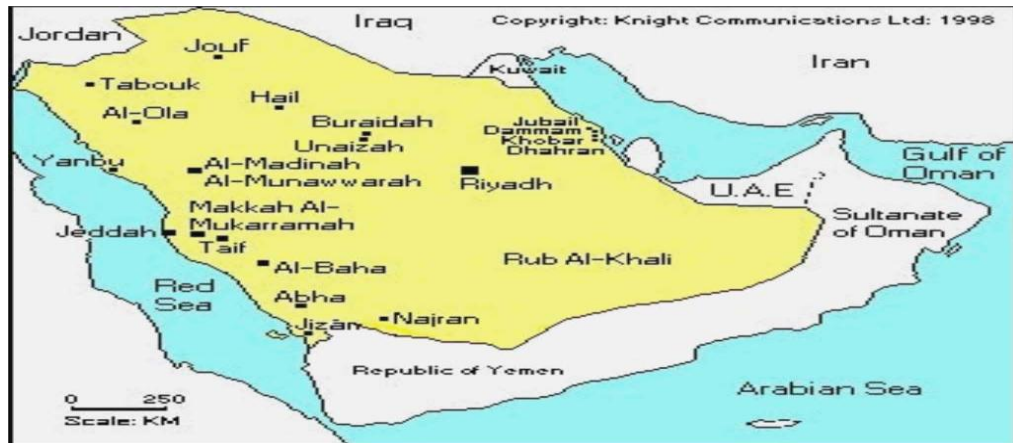 Iraq
Copyright: Knight Communications Ltd: 1998
Jordan
Jouf
Kuwait
Iran
Tabouk
Hail
Al-Ola
Buraidah
Unaizah
Jubail
Dammam
Khobar
Dhahran
Yanbu
Al-Madinah
Al-Munawwarah
Riyadh
Gulf of
Oman
U.A.E
Makkah Al-
Mukarramah
Jeddah
Taif
Sultanate
of Oman
Al-Baha
Rub Al-Khali
Red
Sea
Abha
Jizan
Najran
Republic of Yemen
Arabian Sea
0 250
Scale: KM